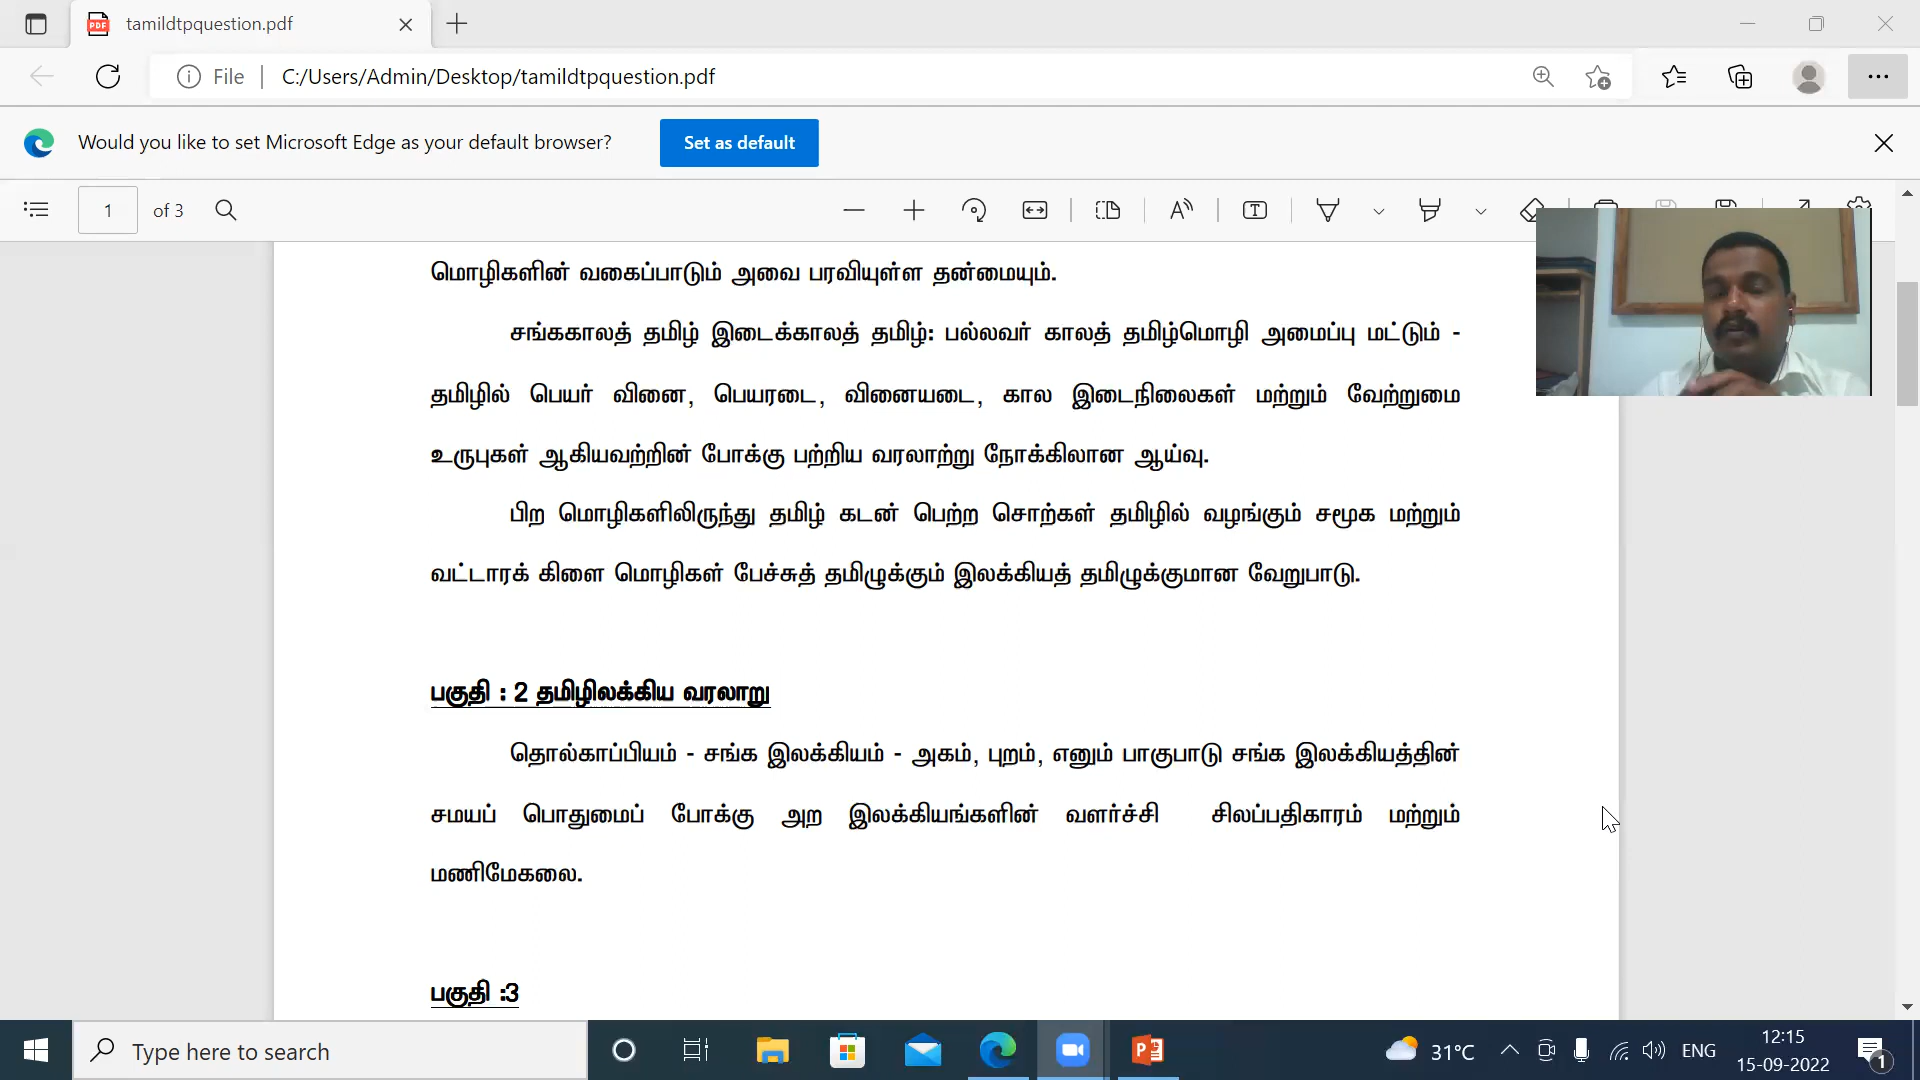 tamildtpquestion.pdf
File
C:/Users/Admin/Desktop/tamildtpquestion.pdf
Would you like to set Microsoft Edge as your default browser?
Set as default
1 of 3
மொழிகளின் வகைப்பாடும் அவை பரவியுள்ள தன்மையும்.
சங்ககாலத் தமிழ் இடைக்காலத் தமிழ்: பல்லவர் காலத் தமிழ்மொழி அமைப்பு மட்டும் -
தமிழில் பெயர் வினை, பெயரடை, வினையடை, கால இடைநிலைகள் மற்றும் வேற்றுமை
உருபுகள் ஆகியவற்றின் போக்கு பற்றிய வரலாற்று நோக்கிலான ஆய்வு.
பிற மொழிகளிலிருந்து தமிழ் கடன் பெற்ற சொற்கள் தமிழில் வழங்கும் சமூக மற்றும்
வட்டாரக் கிளை மொழிகள் பேச்சுத் தமிழுக்கும் இலக்கியத் தமிழுக்குமான வேறுபாடு.
பகுதி : 2 தமிழிலக்கிய வரலாறு
தொல்காப்பியம் - சங்க இலக்கியம் - அகம், புறம், எனும் பாகுபாடு சங்க இலக்கியத்தின்
சமயப் பொதுமைப் போக்கு அற இலக்கியங்களின் வளர்ச்சி சிலப்பதிகாரம் மற்றும்
மணிமேகலை.
பகுதி :3
Type here to search
31°C
ENG
12:15
15-09-2022
1